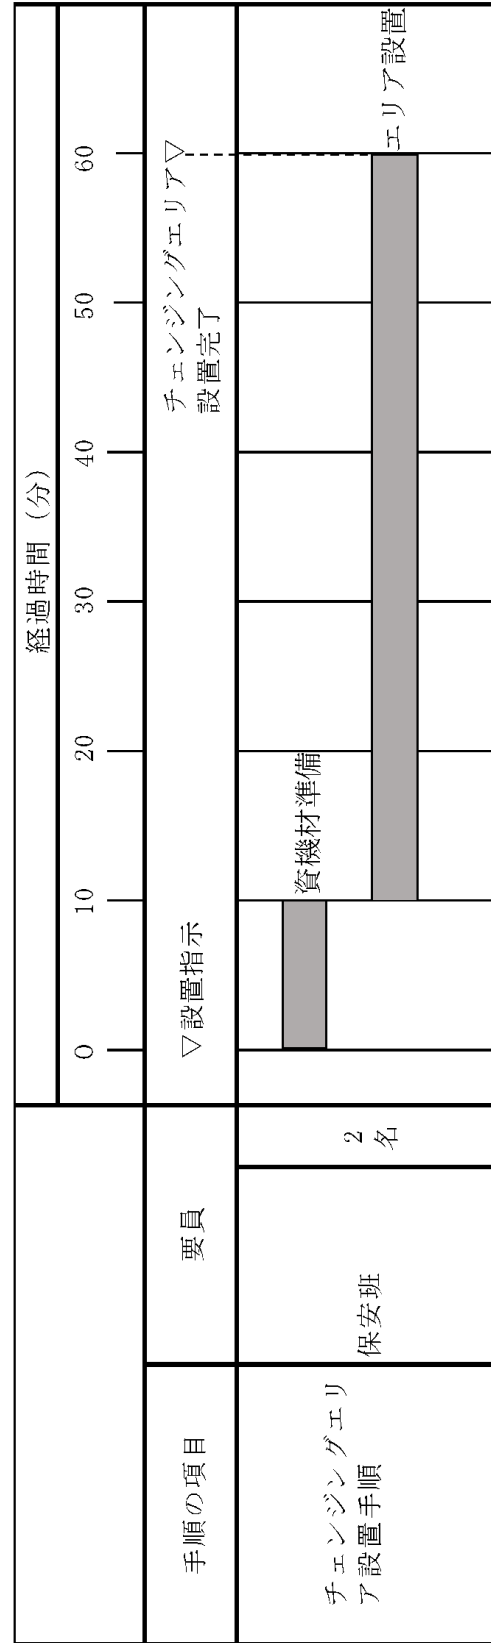 経過時間（分）
0 10 20 30 40 50 60
手順の項目
要員
▽設置指示
チェンジングエリア▽
設置完了
チェンジングエリ
ア設置手順
保安班
2
名
資機材準備
エリア設置